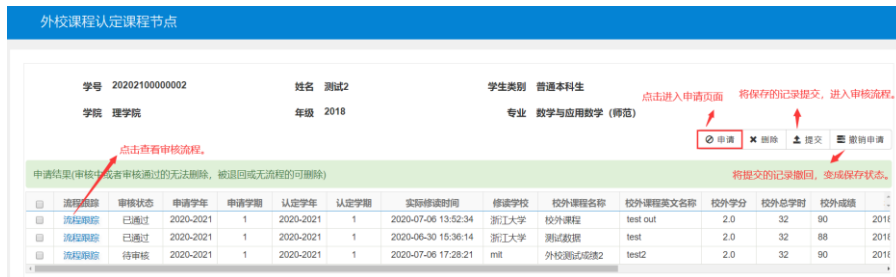 外校课程认定课程节点
学号 20202100000002 姓名 测试2 学生类别 普通本科生
学院 理学院 年级 2018 专业 数学与应用数学（师范）
点击进入申请页面 将保存的记录提交，进入审核流程。
申请 删除 提交 撤销申请
点击查看审核流程。
申请结果(审核中或者审核通过的无法删除，被退回或无流程的可删除) 将提交的记录撤回，变成保存状态。
流程跟踪 审核状态 申请学年 申请学期 认定学年 认定学期 实际修读时间 修读学校 校外课程名称 校外课程英文名称 校外学分 校外总学时 校外成绩
流程跟踪 已通过 2020-2021 1 2020-2021 1 2020-07-06 13:52:34 浙江大学 校外课程 test out 2.0 32 90 2018
流程跟踪 已通过 2020-2021 1 2020-2021 1 2020-06-30 15:36:14 浙江大学 测试数据 test 2.0 32 88 2018
流程跟踪 待审核 2020-2021 1 2020-2021 1 2020-07-06 17:28:21 mit 外校测试成绩2 test2 2.0 32 90 2018